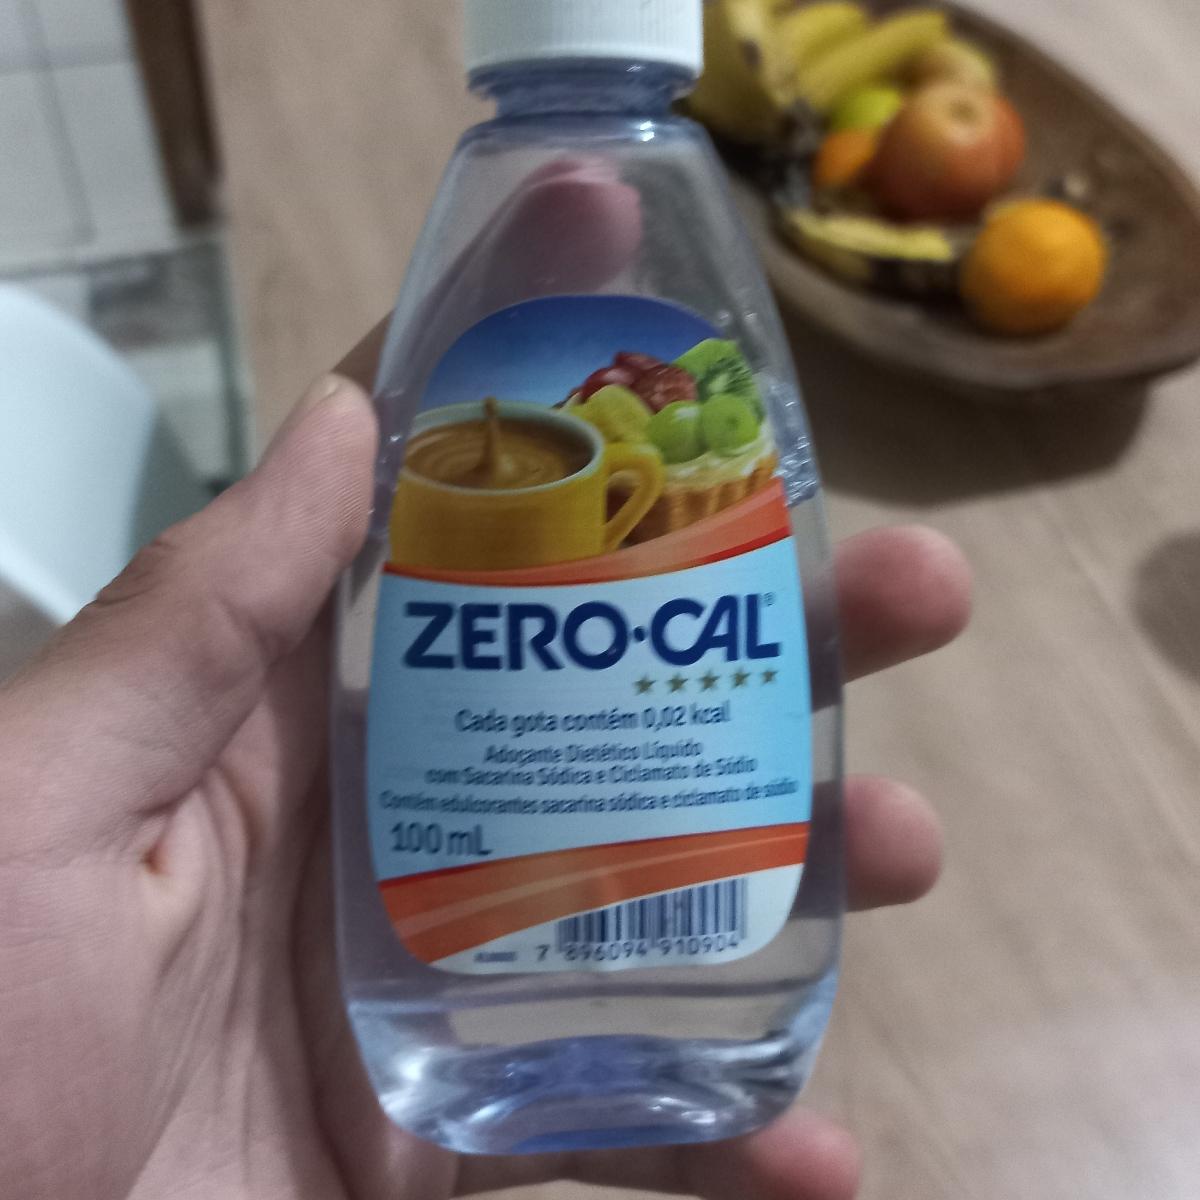 ZERO·CAL®
Cada gota contém 0,02 kcal
Adoçante Dietético Líquido
com Sacarina Sódica e Ciclamato de Sódio
Contém edulcorantes sacarina sódica e ciclamato de sódio
100 mL
7 896094 910904